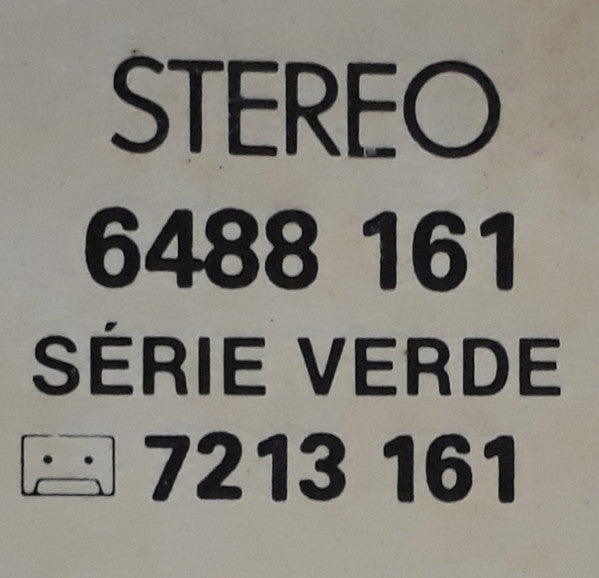 STEREO
6488 161
SÉRIE VERDE
7213 161